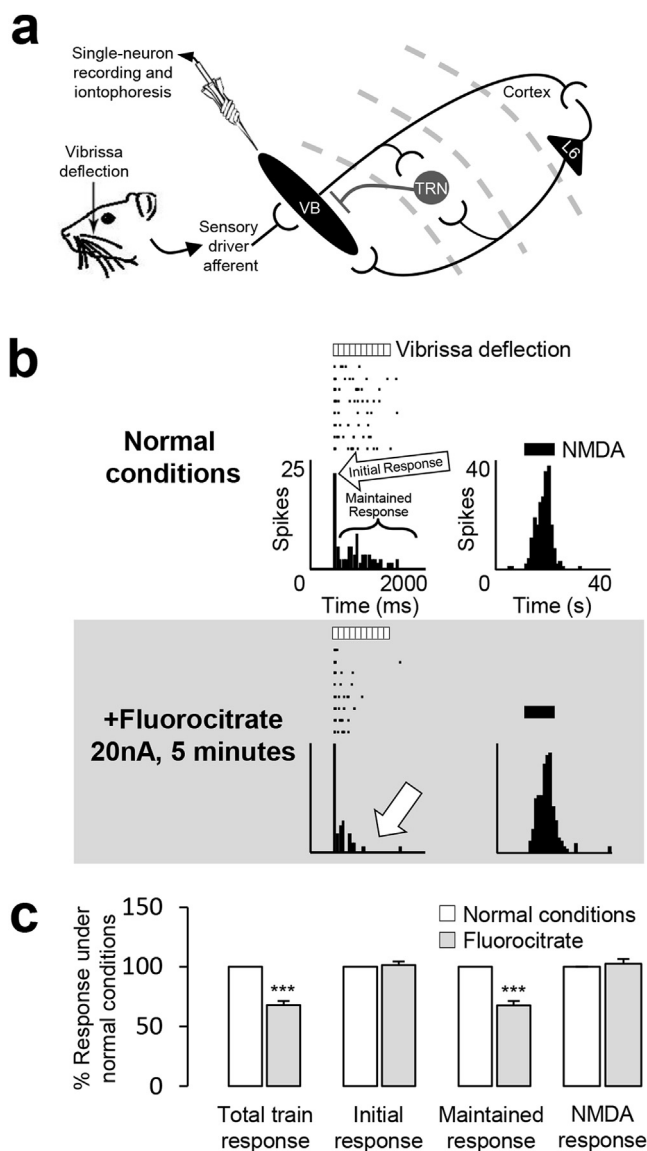 a
Single-neuron
recording and
iontophoresis
Vibrissa
deflection
Sensory
driver
afferent
VB
TRN
Cortex
L6
b
Vibrissa deflection
Normal
conditions
25
Spikes
Initial Response
Maintained
Response
0
2000
Time (ms)
NMDA
40
Spikes
0
40
Time (s)
+Fluorocitrate
20nA, 5 minutes
c
% Response under
normal conditions
150
100
50
0
Normal conditions
Fluorocitrate
***
***
Total train
response
Initial
response
Maintained
response
NMDA
response